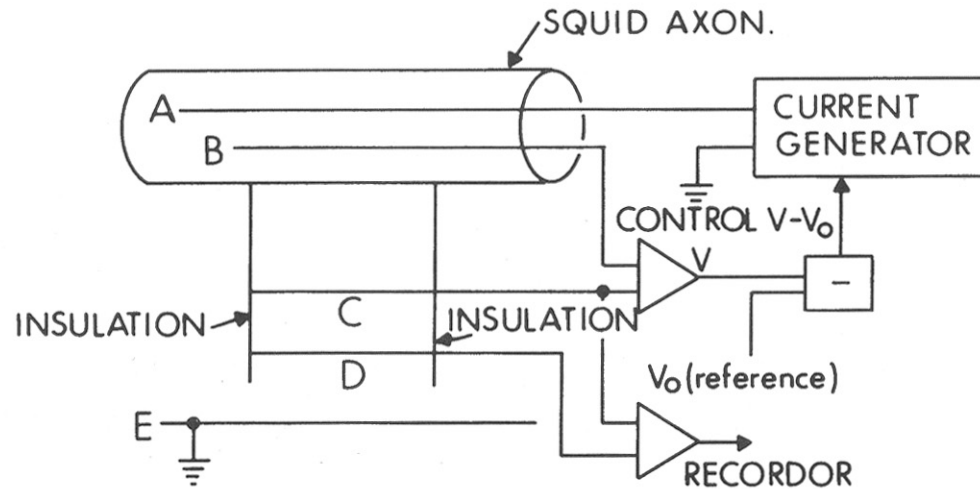 SQUID AXON.
A
B
CURRENT
GENERATOR
CONTROL V-V₀
V
−
INSULATION
C
INSULATION
D
V₀ (reference)
E
RECORDOR